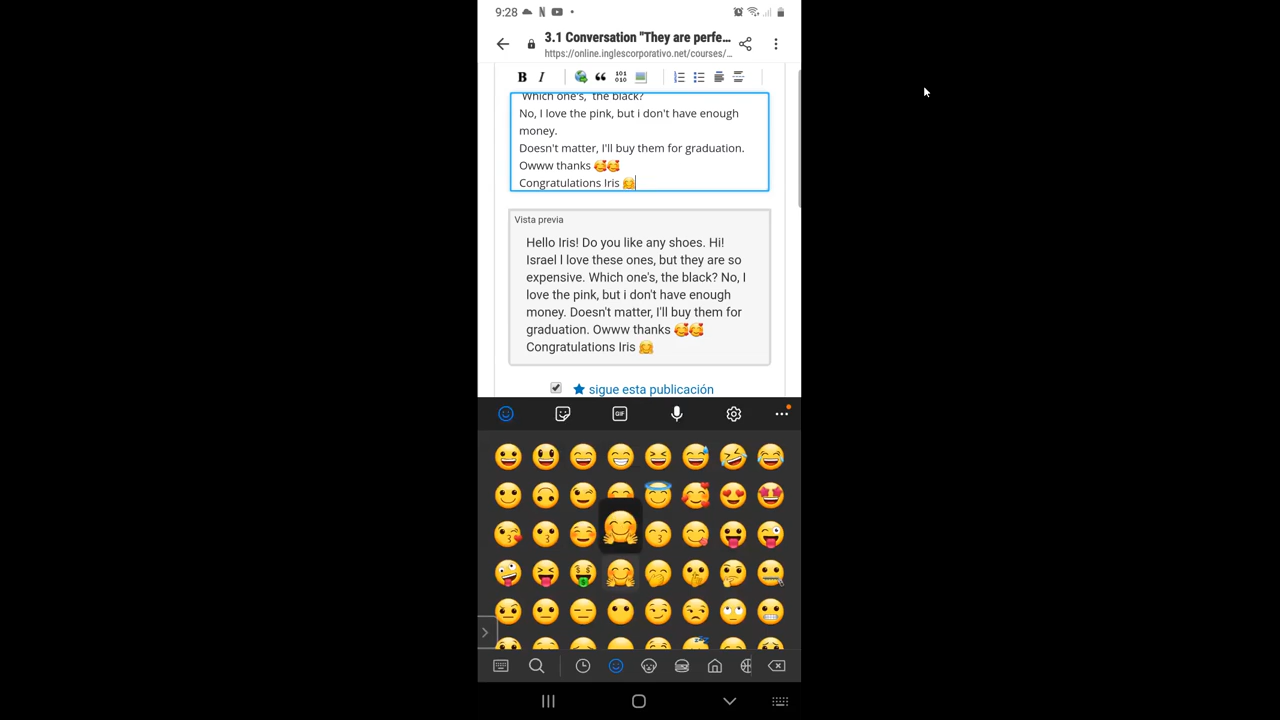 9:28
3.1 Conversation "They are perfe...
https://online.inglescorporativo.net/courses/...
B I
101
010
Which one's, the black?
No, I love the pink, but i don't have enough
money.
Doesn't matter, I'll buy them for graduation.
Owww thanks 🥰🥰
Congratulations Iris 🤗
Vista previa
Hello Iris! Do you like any shoes. Hi!
Israel I love these ones, but they are so
expensive. Which one's, the black? No, I
love the pink, but i don't have enough
money. Doesn't matter, I'll buy them for
graduation. Owww thanks 🥰🥰
Congratulations Iris 🤗
sigue esta publicación
GIF